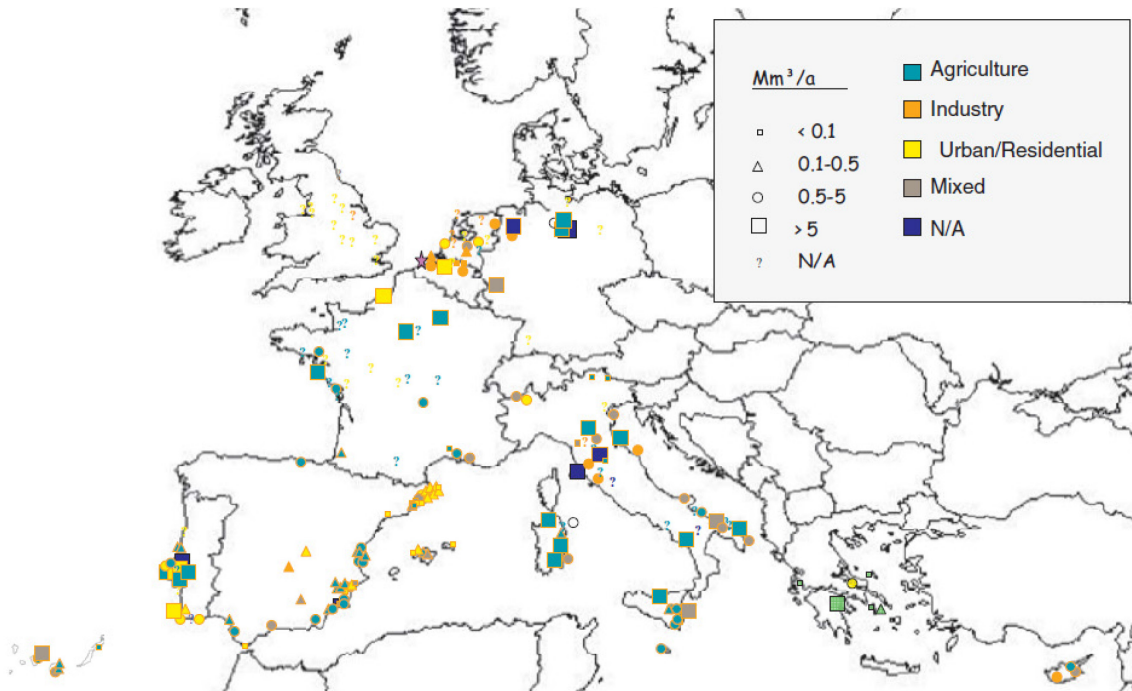 Mm³/a
< 0.1
0.1-0.5
0.5-5
> 5
? N/A
Agriculture
Industry
Urban/Residential
Mixed
N/A